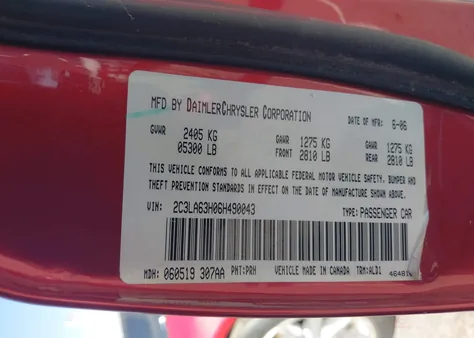 MFD BY DAIMLERCHRYSLER CORPORATION DATE OF MFR: 6-06
GVWR 2405 KG 05300 LB GAWR FRONT 1275 KG 2810 LB GAWR REAR 1275 KG 2810 LB
THIS VEHICLE CONFORMS TO ALL APPLICABLE FEDERAL MOTOR VEHICLE SAFETY, BUMPER AND
THEFT PREVENTION STANDARDS IN EFFECT ON THE DATE OF MANUFACTURE SHOWN ABOVE.
VIN: 2C3LA63H06H490043 TYPE: PASSENGER CAR
MDH: 060519 307AA PNT: PRH VEHICLE MADE IN CANADA TRM: ALD1